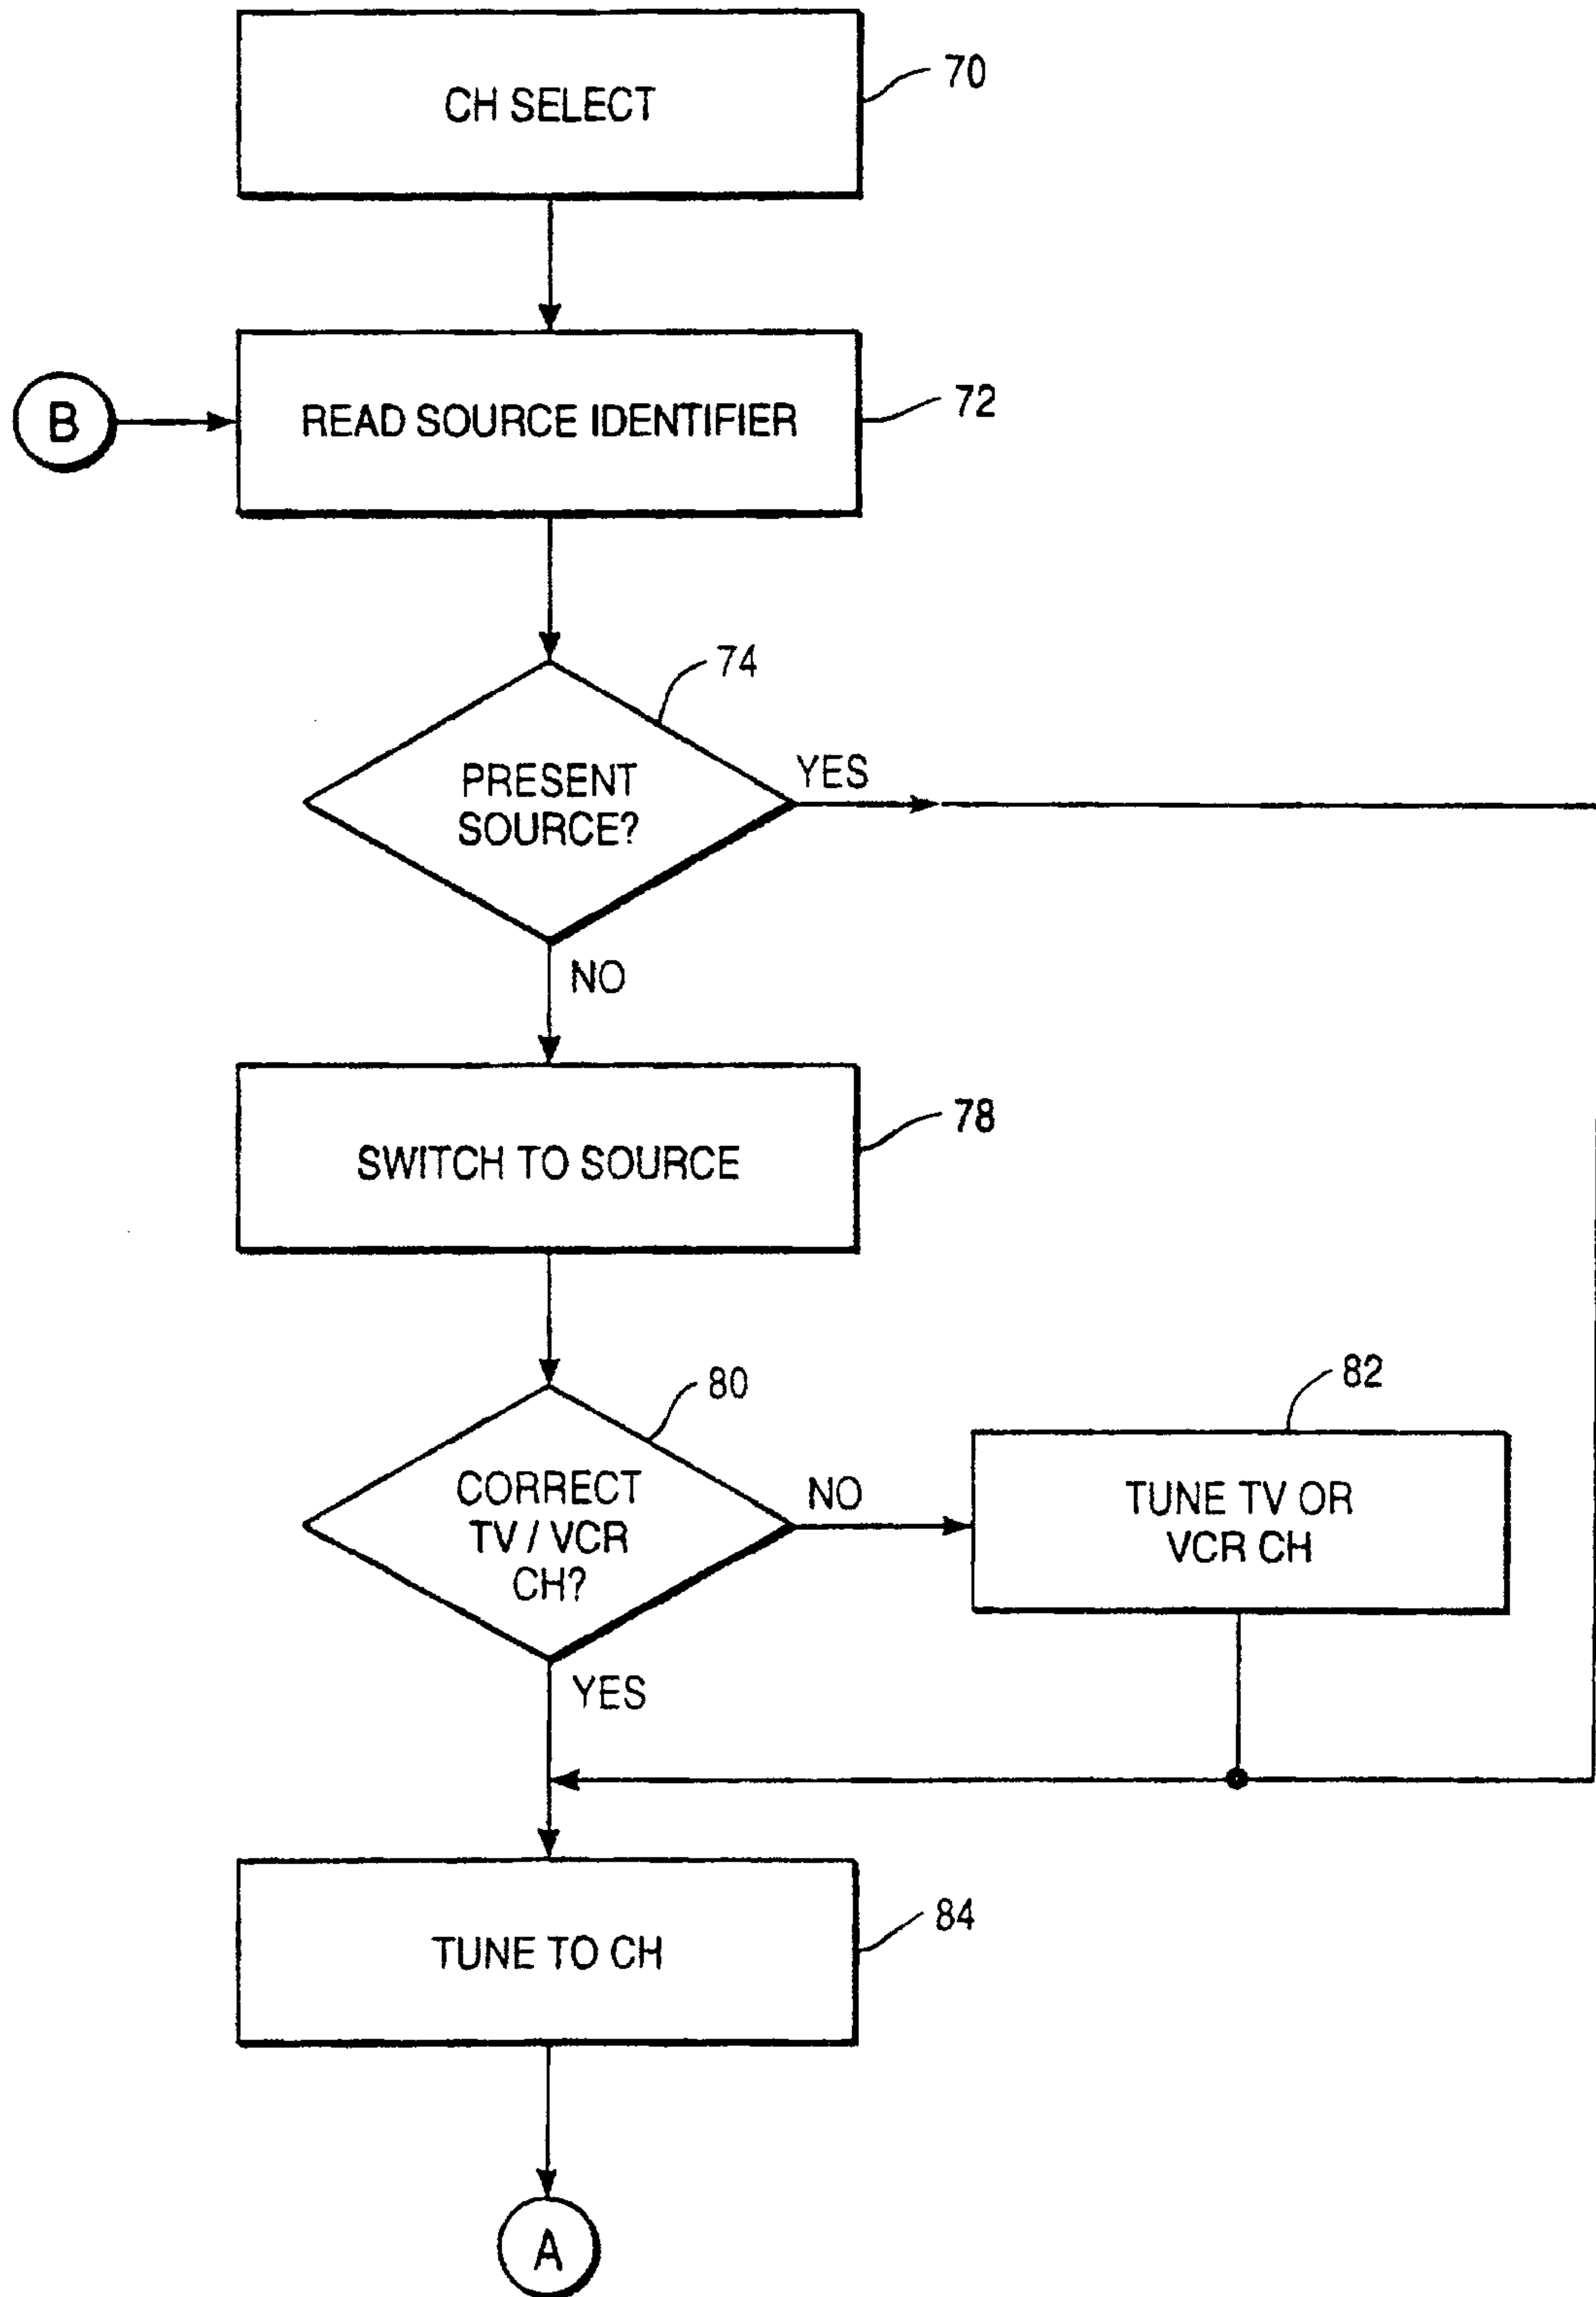 CH SELECT
70
B
READ SOURCE IDENTIFIER
72
74
PRESENT
SOURCE?
YES
NO
SWITCH TO SOURCE
78
80
CORRECT
TV / VCR
CH?
NO
82
TUNE TV OR
VCR CH
YES
TUNE TO CH
84
A